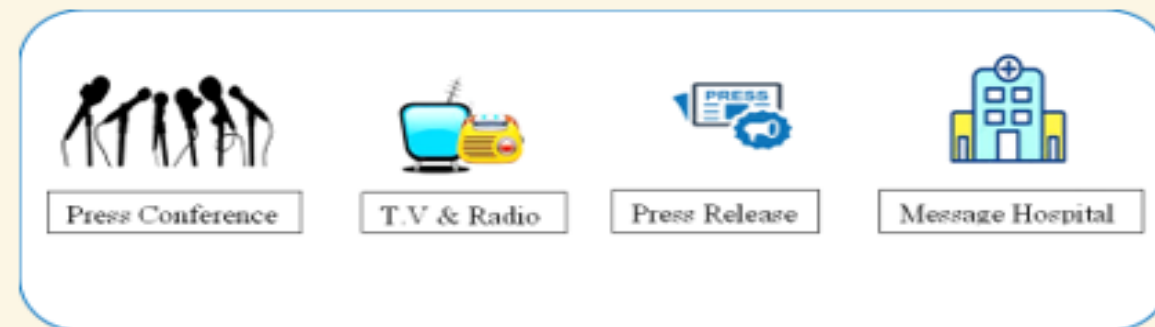 PRESS
Press Conference
T.V & Radio
Press Release
Message Hospital